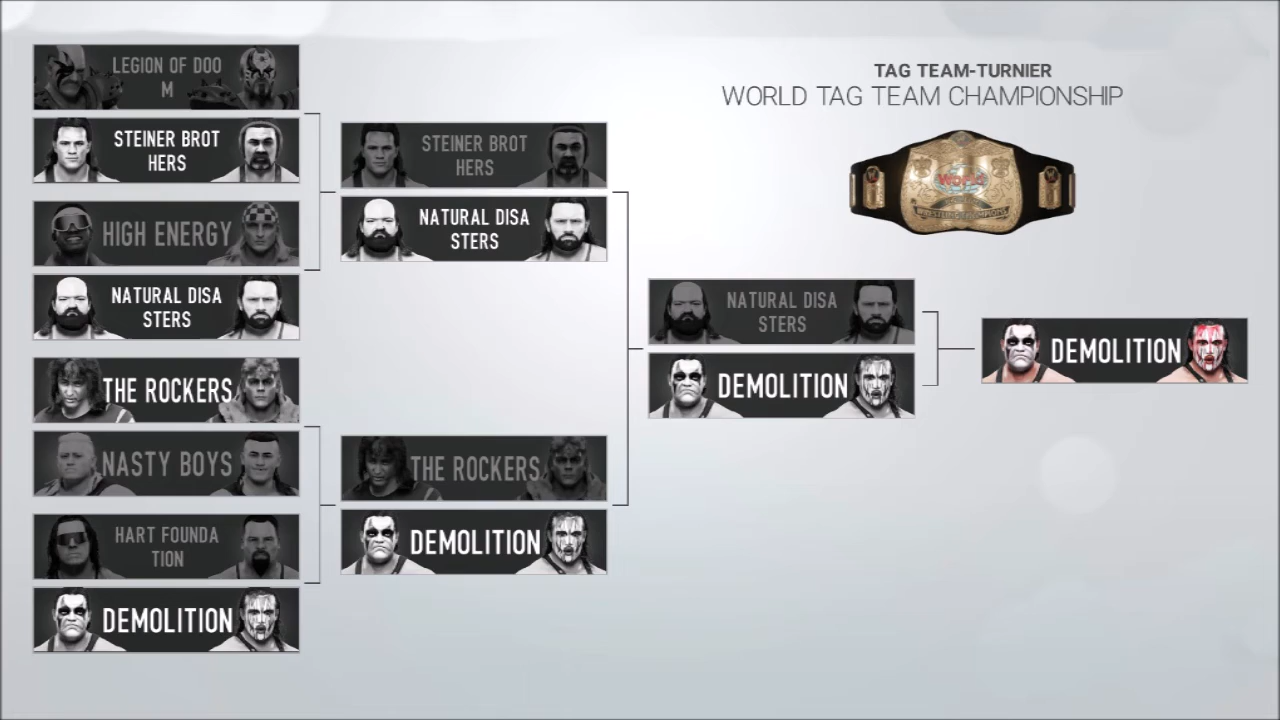 LEGION OF DOO
M
STEINER BROT
HERS
HIGH ENERGY
NATURAL DISA
STERS
THE ROCKERS
NASTY BOYS
HART FOUNDA
TION
DEMOLITION
STEINER BROT
HERS
NATURAL DISA
STERS
THE ROCKERS
DEMOLITION
NATURAL DISA
STERS
DEMOLITION
TAG TEAM-TURNIER
WORLD TAG TEAM CHAMPIONSHIP
World
DEMOLITION